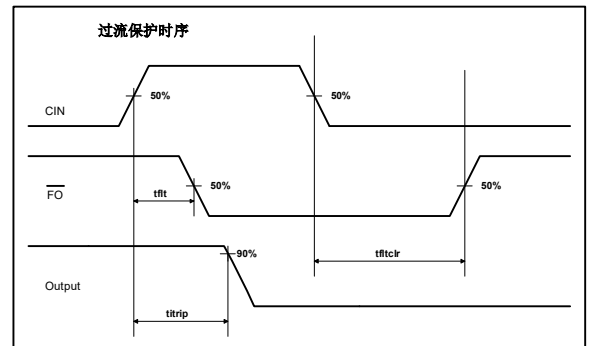 过流保护时序
CIN
50%
50%
FO
50%
50%
tflt
tfltclr
90%
Output
titrip